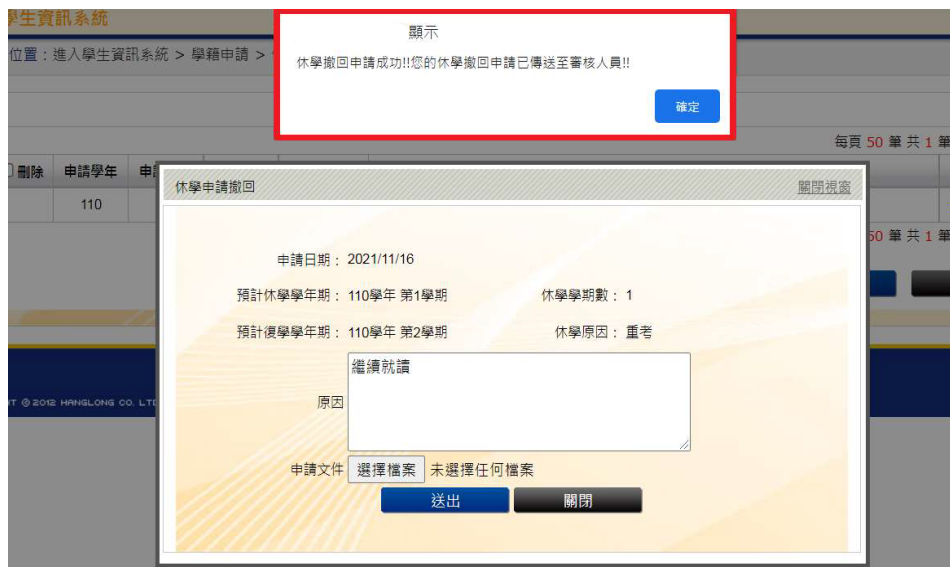 學生資訊系統
位置：進入學生資訊系統 > 學籍申請 >
顯示
休學撤回申請成功!!您的休學撤回申請已傳送至審核人員!!
確定
每頁 50 筆 共 1 筆
刪除 申請學年 申
110
50 筆 共 1 筆
休學申請撤回 關閉視窗
申請日期： 2021/11/16
預計休學學年期： 110學年 第1學期 休學學期數： 1
預計復學學年期： 110學年 第2學期 休學原因： 重考
繼續就讀
原因
申請文件 選擇檔案 未選擇任何檔案
送出 關閉
HT © 2012 HANGLONG CO. LTD